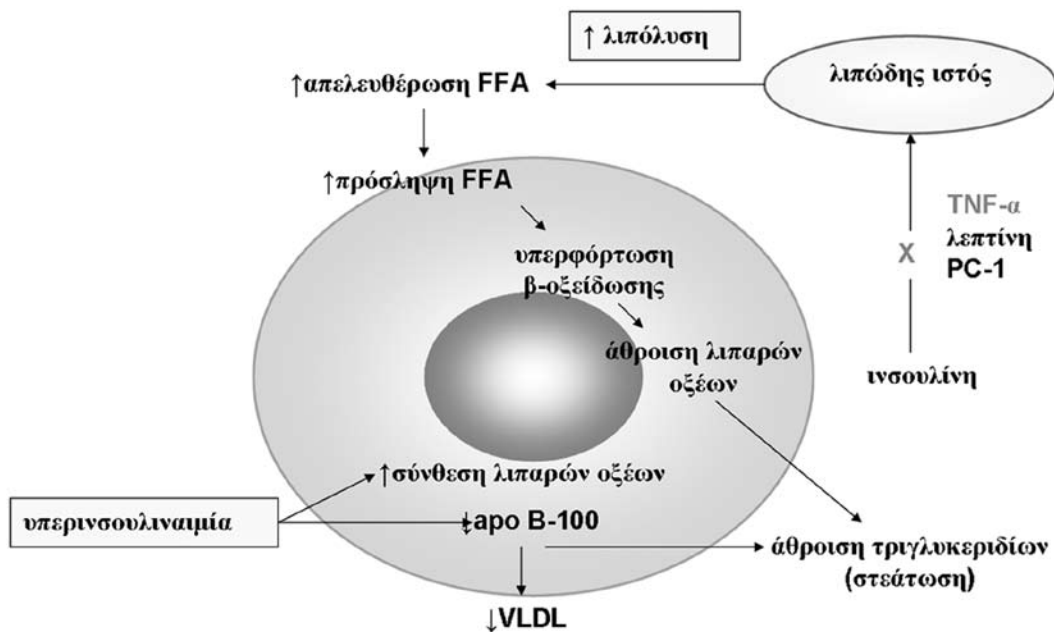 ↑ λιπόλυση
λιπώδης ιστός
↑απελευθέρωση FFA
↑πρόσληψη FFA
TNF-α
λεπτίνη
PC-1
X
υπερφόρτωση
β-οξείδωσης
άθροιση λιπαρών
οξέων
ινσουλίνη
↑σύνθεση λιπαρών οξέων
υπερινσουλιναιμία
↓apo B-100
άθροιση τριγλυκεριδίων
(στεάτωση)
↓VLDL